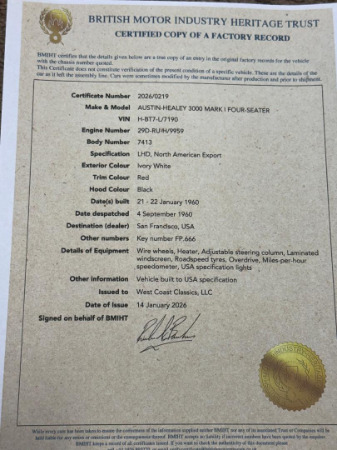 BRITISH MOTOR INDUSTRY HERITAGE TRUST
CERTIFIED COPY OF A FACTORY RECORD
BMIHT certifies that the details given below are a true copy of an entry in the original factory records for the vehicle
with the chassis number quoted.
This Certificate does not constitute verification of the present condition of a specific vehicle. These are the details of the
car as it left the assembly line. Cars were sometimes modified by the manufacturer after production and prior to shipment.
Certificate Number 2026/0219
Make & Model AUSTIN-HEALEY 3000 MARK I FOUR-SEATER
VIN H-BT7-L/7190
Engine Number 29D-RUIH/9959
Body Number 7413
Specification LHD, North American Export
Exterior Colour Ivory White
Trim Colour Red
Hood Colour Black
Date(s) built 21 - 22 January 1960
Date despatched 4 September 1960
Destination (dealer) San Francisco, USA
Other numbers Key number FP.666
Details of Equipment Wire wheels, Heater, Adjustable steering column, Laminated
windscreen, Roadspeed tyres, Overdrive, Miles-per-hour
speedometer, USA specification lights
Other information Vehicle built to USA specification
Issued to West Coast Classics, LLC
Date of Issue 14 January 2026
Signed on behalf of BMIHT